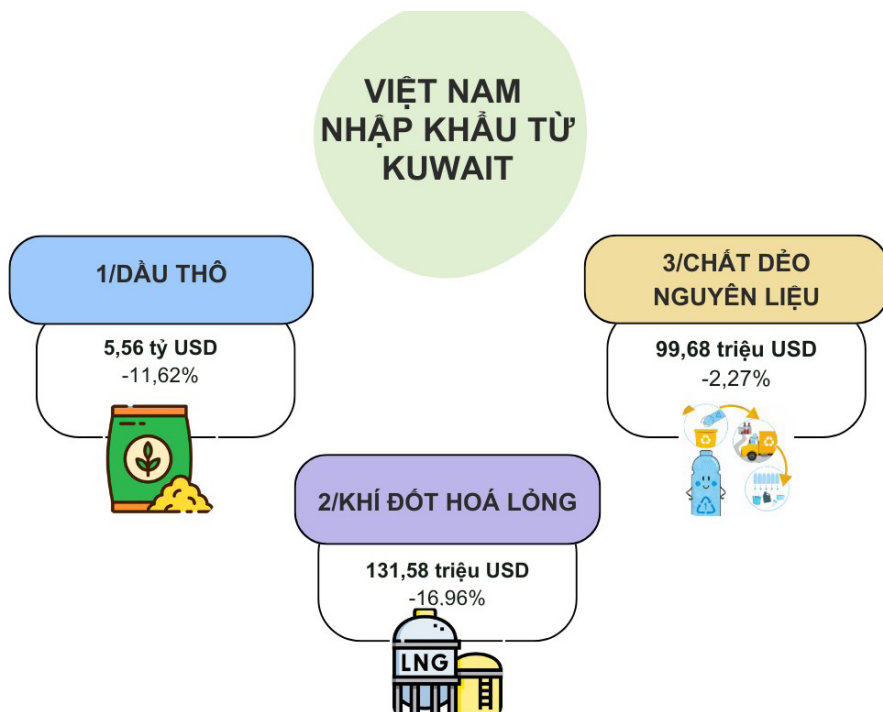 VIỆT NAM
NHẬP KHẨU TỪ
KUWAIT
1/DẦU THÔ
5,56 tỷ USD
-11,62%
2/KHÍ ĐỐT HOÁ LỎNG
131,58 triệu USD
-16,96%
LNG
3/CHẤT DẺO
NGUYÊN LIỆU
99,68 triệu USD
-2,27%